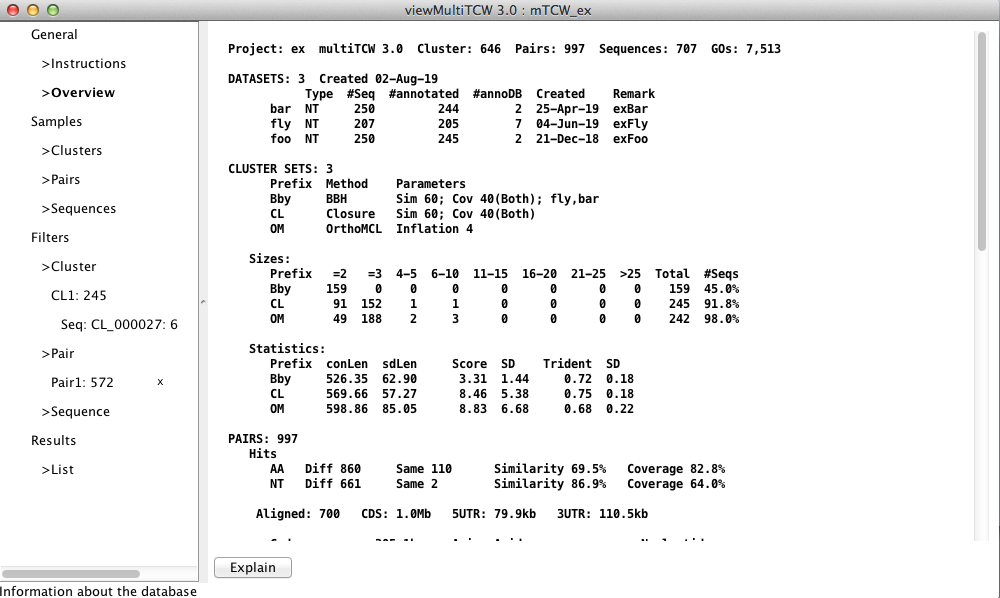 viewMultiTCW 3.0 : mTCW_ex
General
>Instructions
>Overview
Samples
>Clusters
>Pairs
>Sequences
Filters
>Cluster
CL1: 245
Seq: CL_000027: 6
>Pair
Pair1: 572 x
>Sequence
Results
>List
Project: ex multiTCW 3.0 Cluster: 646 Pairs: 997 Sequences: 707 GOs: 7,513
DATASETS: 3 Created 02-Aug-19
Type #Seq #annotated #annoDB Created Remark
bar NT 250 244 2 25-Apr-19 exBar
fly NT 207 205 7 04-Jun-19 exFly
foo NT 250 245 2 21-Dec-18 exFoo
CLUSTER SETS: 3
Prefix Method Parameters
Bby BBH Sim 60; Cov 40(Both); fly,bar
CL Closure Sim 60; Cov 40(Both)
OM OrthoMCL Inflation 4
Sizes:
Prefix =2 =3 4-5 6-10 11-15 16-20 21-25 >25 Total #Seqs
Bby 159 0 0 0 0 0 0 0 159 45.0%
CL 91 152 1 1 0 0 0 0 245 91.8%
OM 49 188 2 3 0 0 0 0 242 98.0%
Statistics:
Prefix conLen sdLen Score SD Trident SD
Bby 526.35 62.90 3.31 1.44 0.72 0.18
CL 569.66 57.27 8.46 5.38 0.75 0.18
OM 598.86 85.05 8.83 6.68 0.68 0.22
PAIRS: 997
Hits
AA Diff 860 Same 110 Similarity 69.5% Coverage 82.8%
NT Diff 661 Same 2 Similarity 86.9% Coverage 64.0%
Aligned: 700 CDS: 1.0Mb 5UTR: 79.9kb 3UTR: 110.5kb
Explain
Information about the database